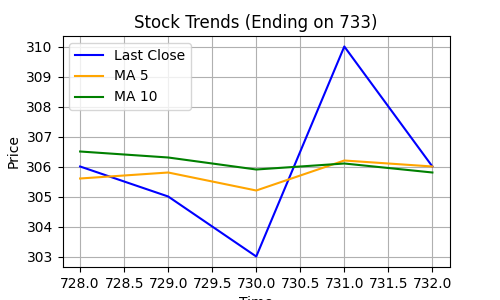 Stock Trends (Ending on 733)
Last Close
MA 5
MA 10
Price
310
309
308
307
306
305
304
303
728.0 728.5 729.0 729.5 730.0 730.5 731.0 731.5 732.0
Time